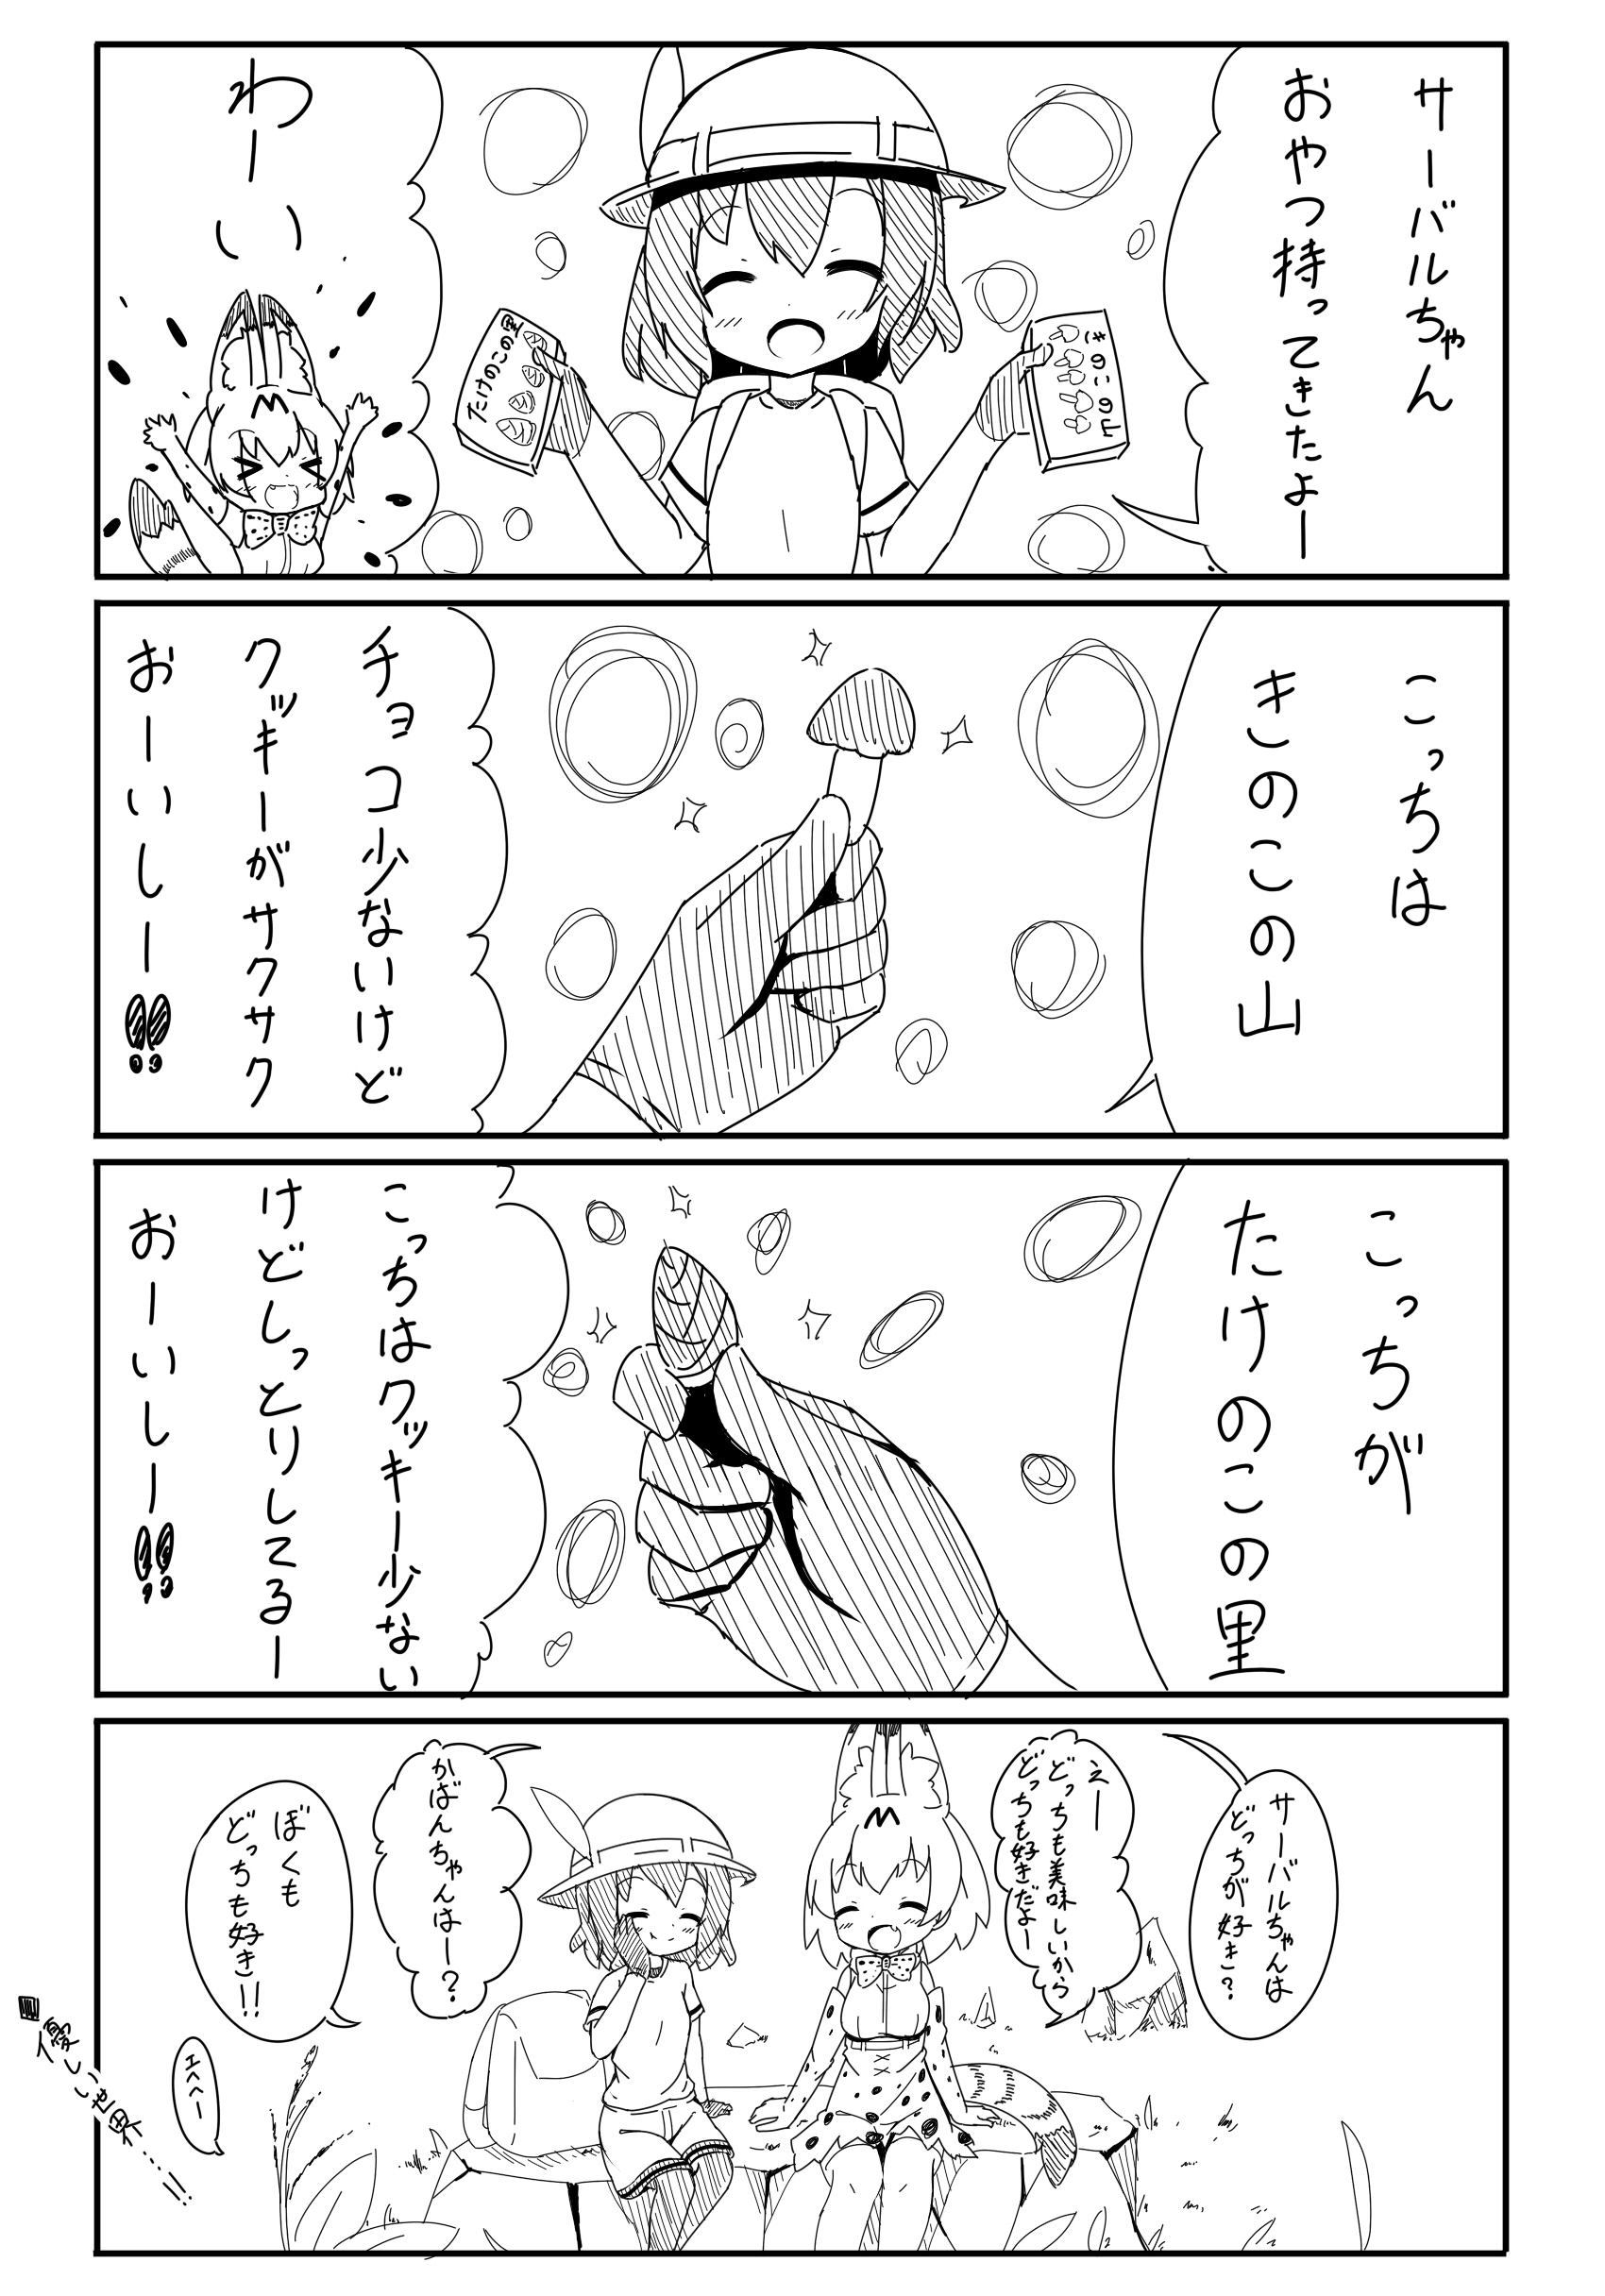 サーバルちゃん
おやつ持ってきたよー
きのこの山
たけのこの里
わーい
こっちは
きのこの山
チョコ少ないけど
クッキーがサクサク
おーいしー!!
こっちが
たけのこの里
こっちはクッキー少ない
けどしっとりしてるー
おーいしー!!
サーバルちゃんは
どっちが好き?
えー
どっちも美味しいから
どっちも好きだよー
かばんちゃんはー?
ぼくも
どっちも好き!!
エヘヘー
優しい世界…!!